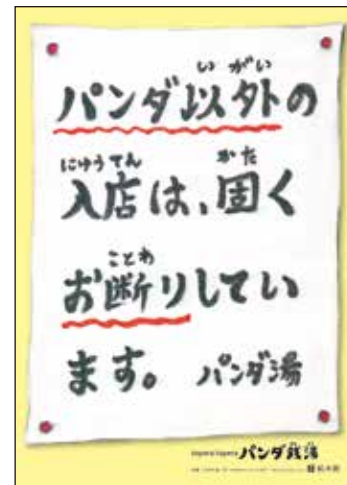 パンダ以外の
入店は、固く
お断りしてい
ます。 パンダ湯
パンダ銭湯